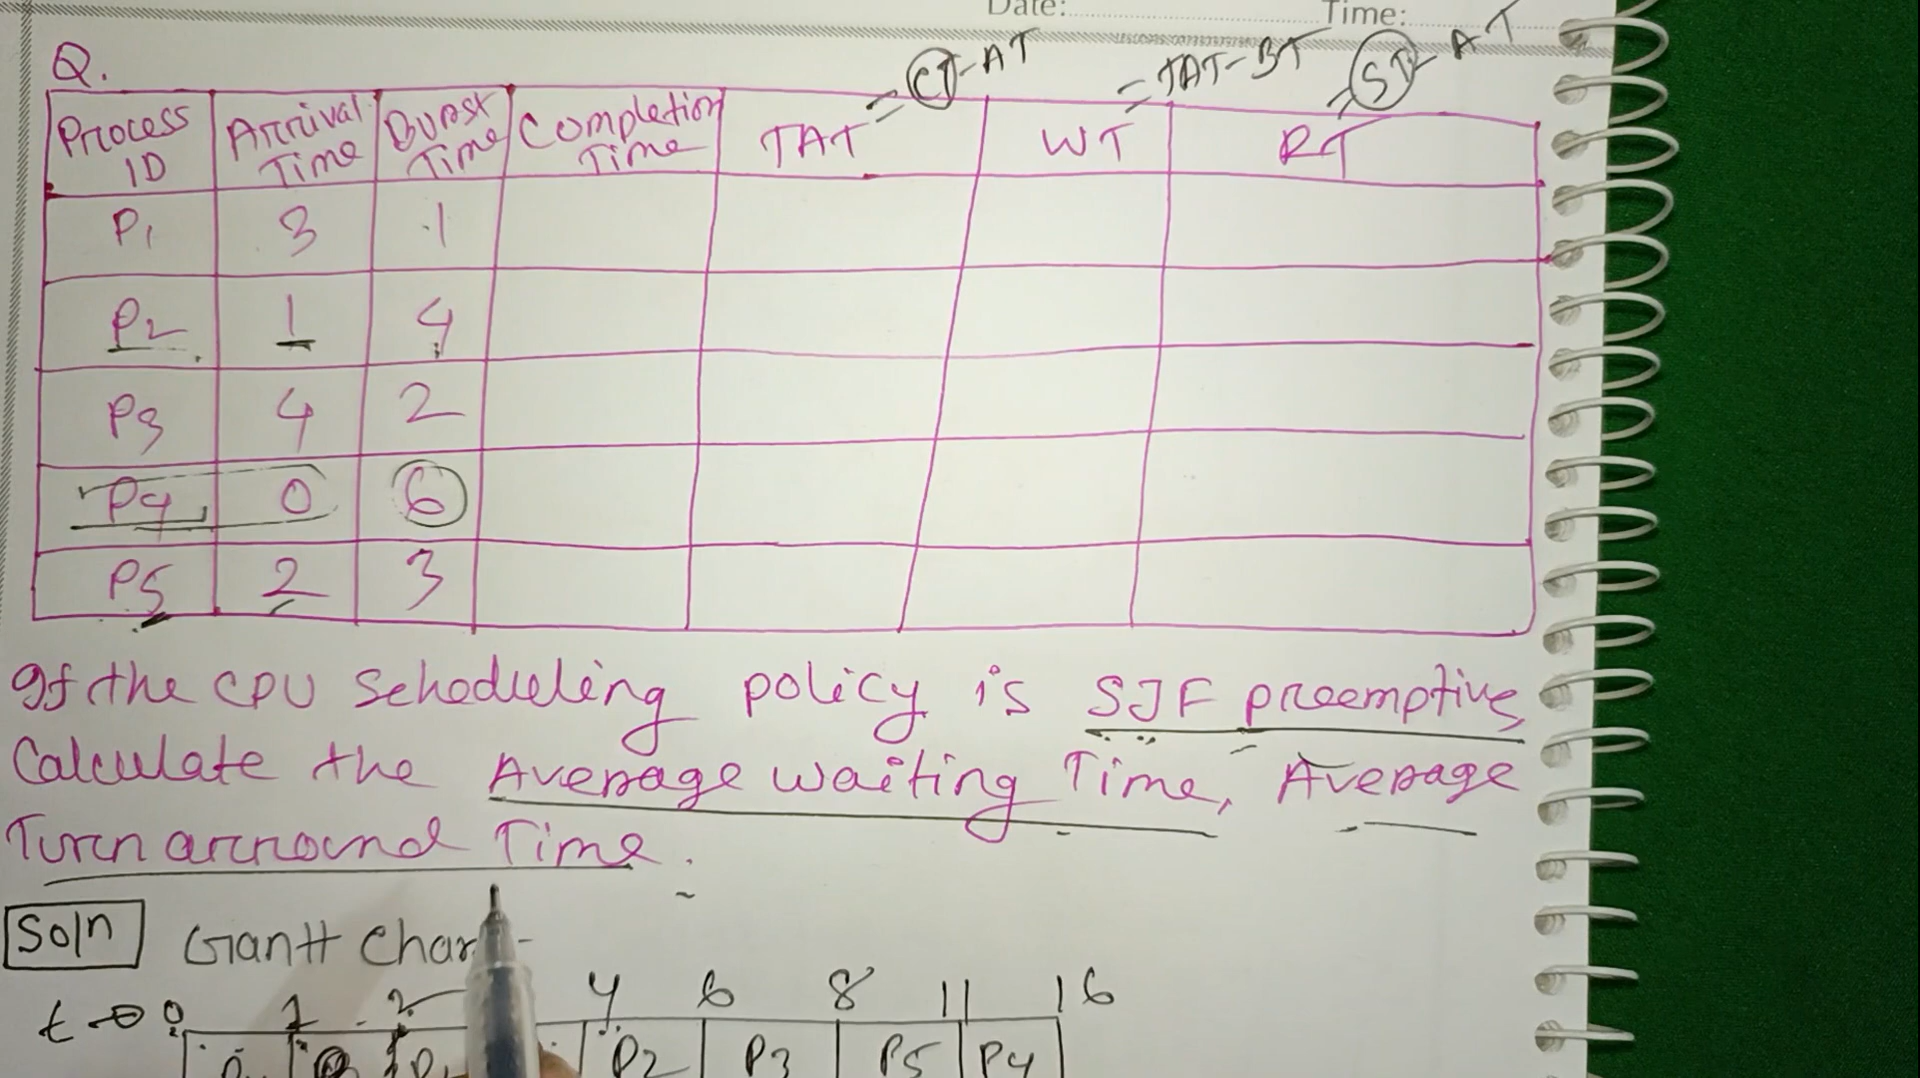 Date: Time:
Q. = CT - AT = TAT - BT = ST - AT
Process ID Arrival Time Burst Time Completion Time TAT WT RT
P1 3 1
P2 1 4
P3 4 2
P4 0 6
P5 2 3
If the CPU Scheduling policy is SJF preemptive,
Calculate the Average waiting Time, Average
Turn arround Time.
Soln Gantt Char
t → 0 1 2 4 6 8 11 16
P2 P3 P5 P4